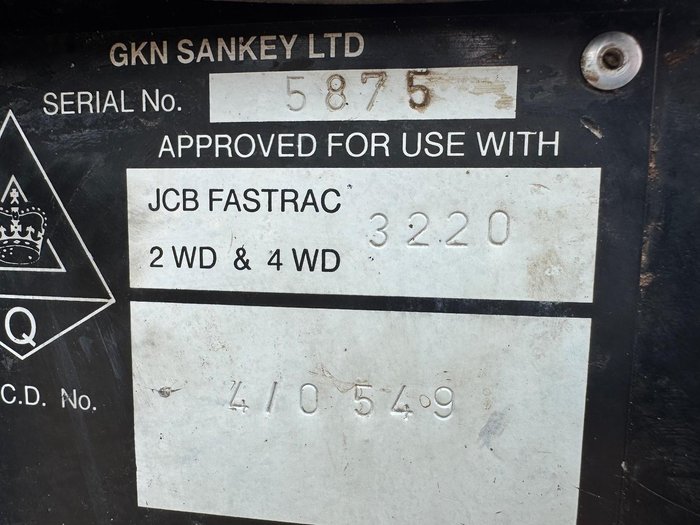 GKN SANKEY LTD
SERIAL No. 5875
APPROVED FOR USE WITH
JCB FASTRAC 3220
2 WD & 4 WD
Q
C.D. No. 4/0549